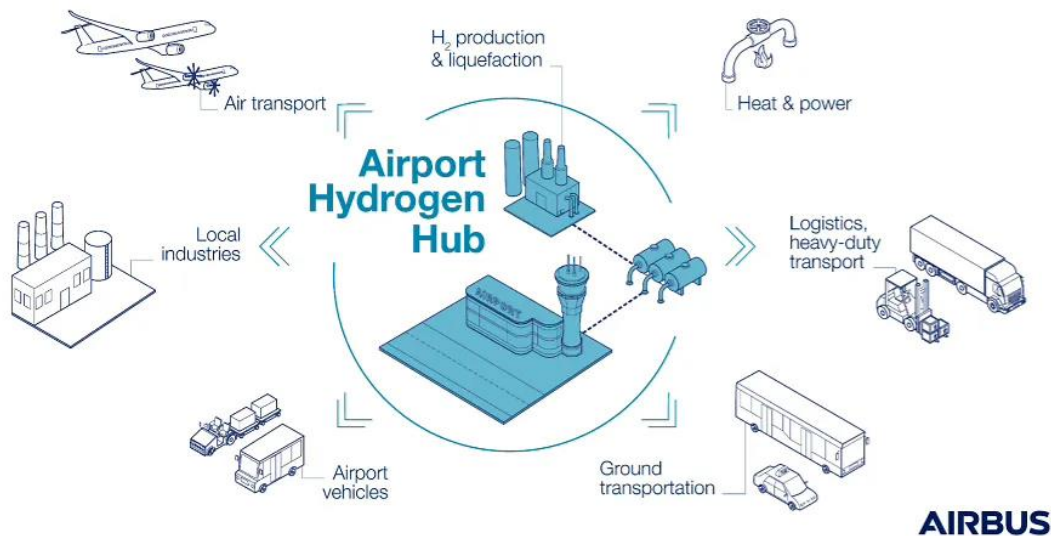 H₂ production
& liquefaction
Air transport
Heat & power
Airport
Hydrogen
Hub
Local
industries
Logistics,
heavy-duty
transport
AIRPORT
Airport
vehicles
Ground
transportation
AIRBUS